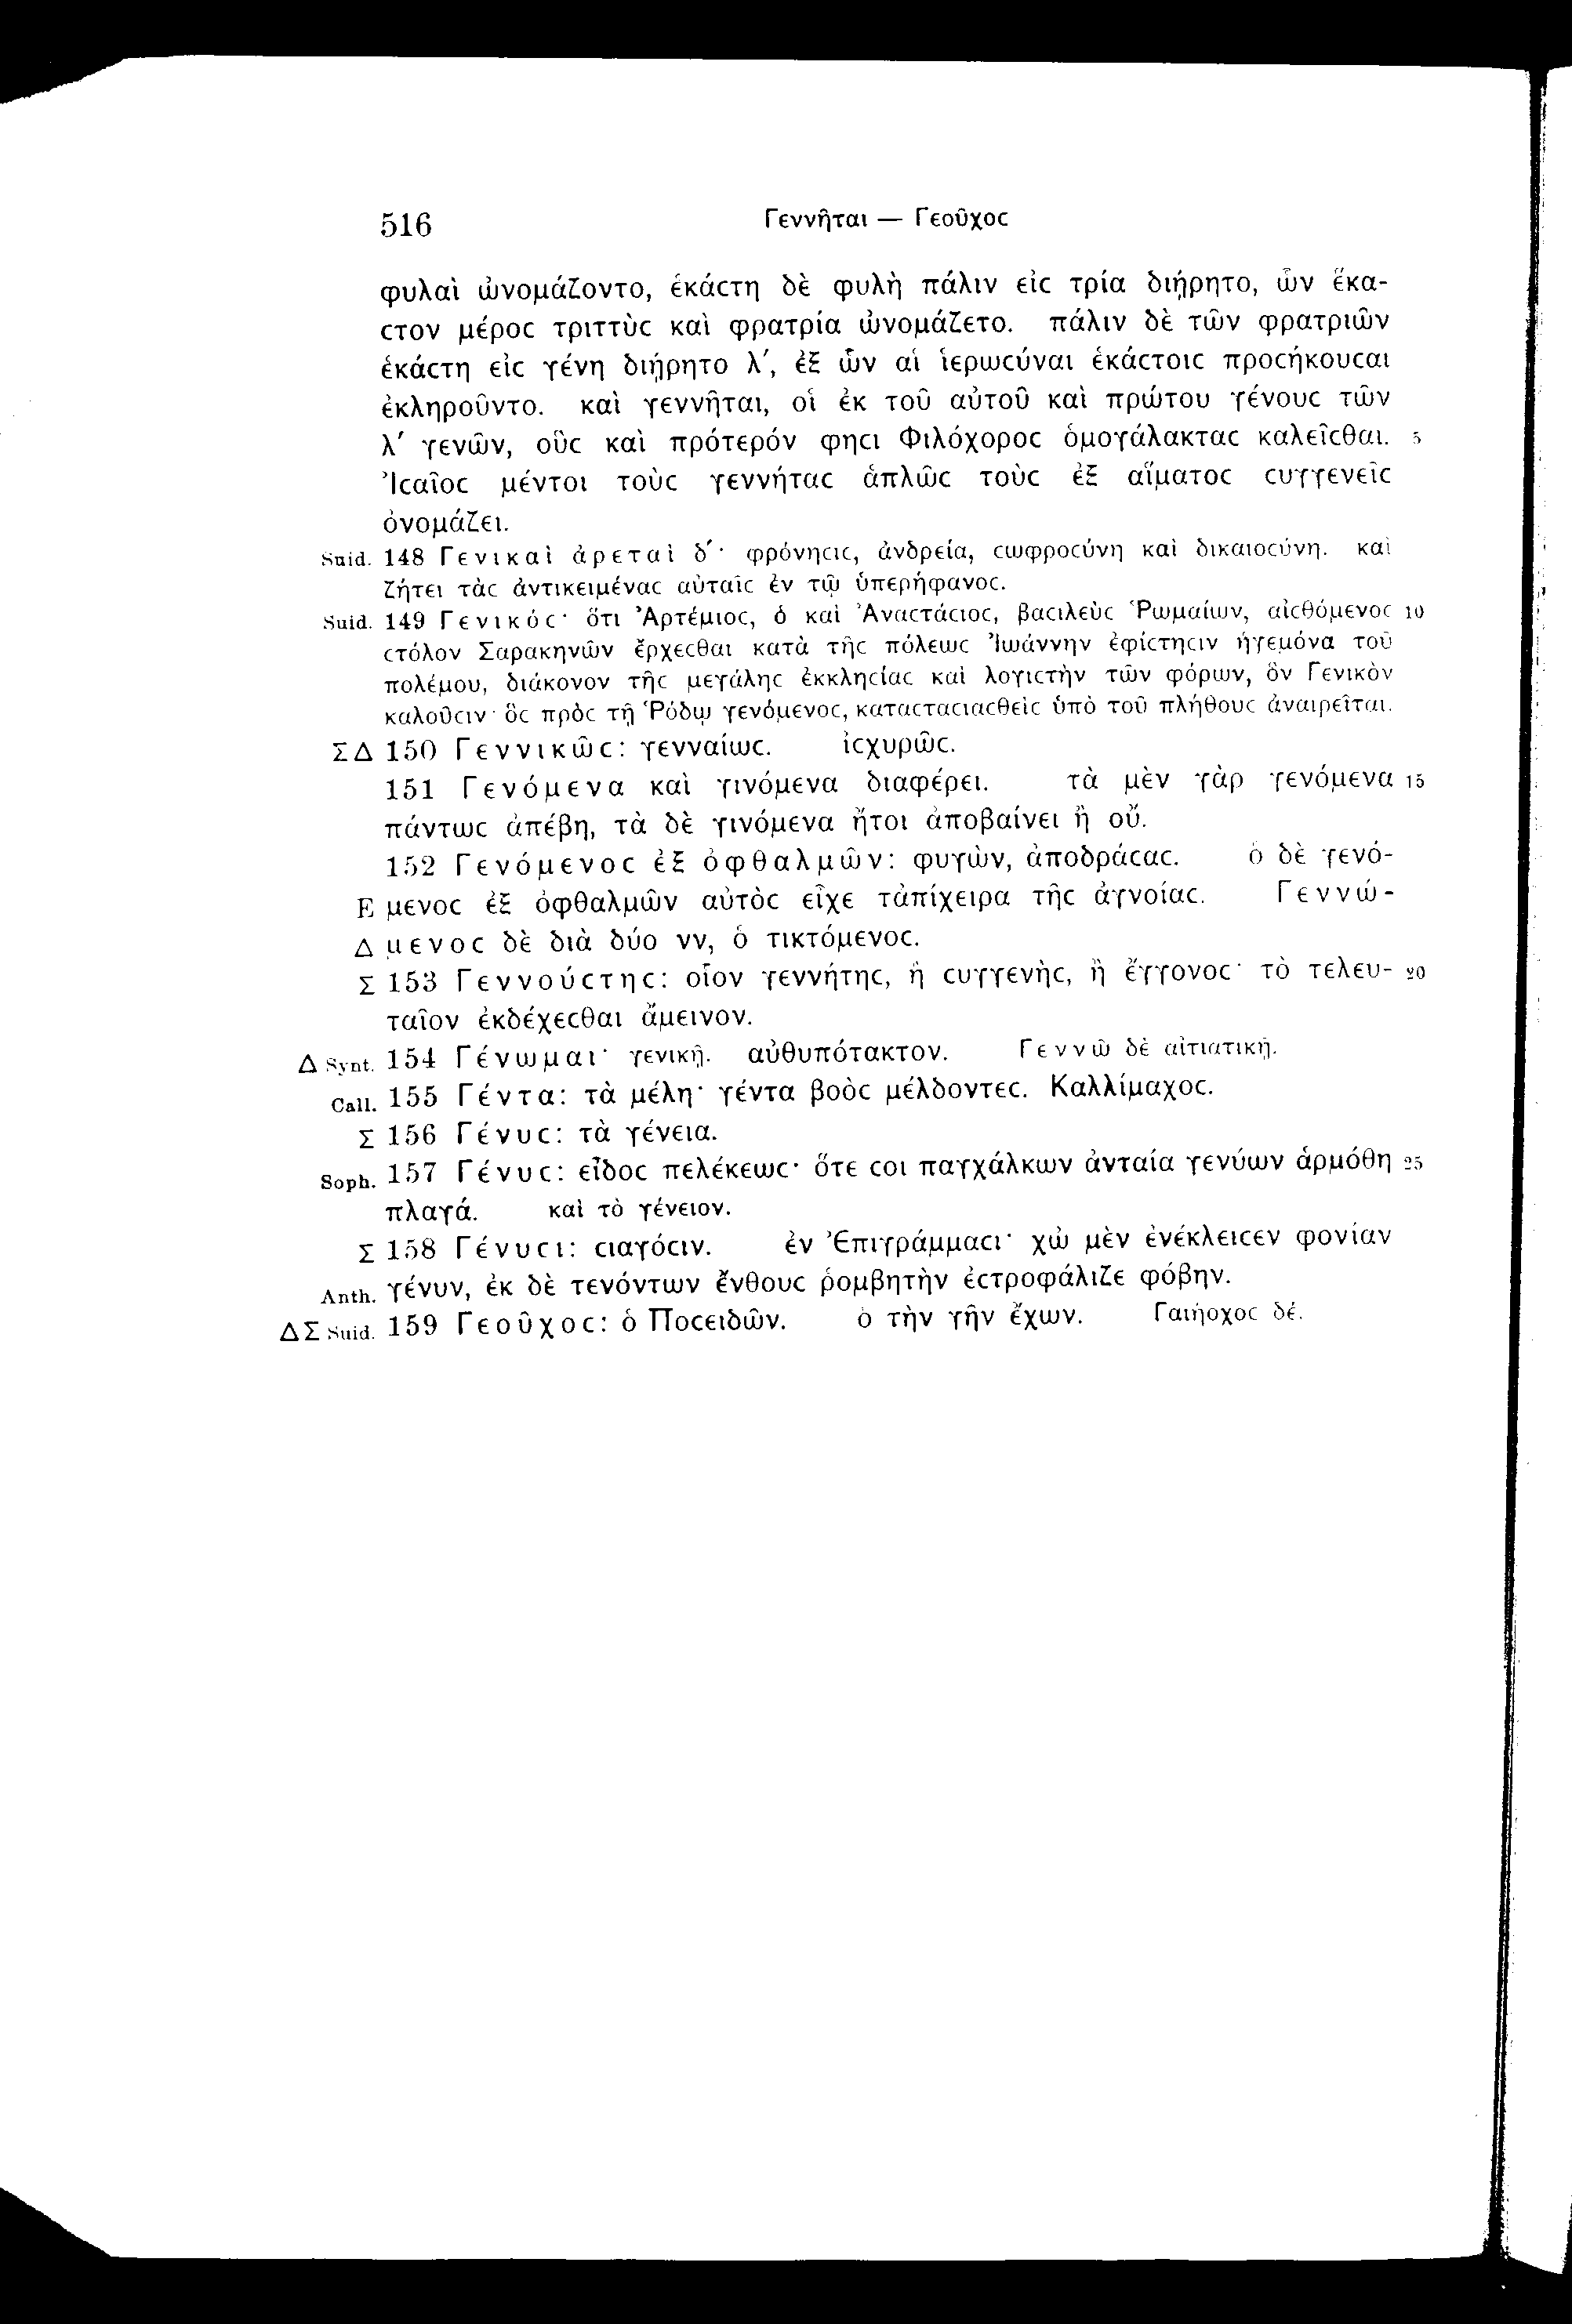 516 Γεννῆται — Γεοῦχοϲ
φυλαὶ ὠνομάζοντο, ἑκάϲτη δὲ φυλὴ πάλιν εἰϲ τρία διῄρητο, ὧν ἕκα-
ϲτον μέροϲ τριττὺϲ καὶ φρατρία ὠνομάζετο. πάλιν δὲ τῶν φρατριῶν
ἑκάϲτη εἰϲ γένη διῄρητο λ´, ἐξ ὧν αἱ ἱερωϲύναι ἑκάϲτοιϲ προϲήκουϲαι
ἐκληροῦντο. καὶ γεννῆται, οἱ ἐκ τοῦ αὐτοῦ καὶ πρώτου γένουϲ τῶν
λ´ γενῶν, οὓϲ καὶ πρότερόν φηϲι Φιλόχοροϲ ὁμογάλακταϲ καλεῖϲθαι. 5
Ἰϲαῖοϲ μέντοι τοὺϲ γεννήταϲ ἁπλῶϲ τοὺϲ ἐξ αἵματοϲ ϲυγγενεῖϲ
ὀνομάζει.
Suid. 148 Γενικαὶ ἀρεταὶ δ´· φρόνηϲιϲ, ἀνδρεία, ϲωφροϲύνη καὶ δικαιοϲύνη. καὶ
ζήτει τὰϲ ἀντικειμέναϲ αὐταῖϲ ἐν τῷ ὑπερήφανοϲ.
Suid. 149 Γενικόϲ· ὅτι Ἀρτέμιοϲ, ὁ καὶ Ἀναϲτάϲιοϲ, βαϲιλεὺϲ Ῥωμαίων, αἰϲθόμενοϲ 10
ϲτόλον Σαρακηνῶν ἔρχεϲθαι κατὰ τῆϲ πόλεωϲ Ἰωάννην ἐφίϲτηϲιν ἡγεμόνα τοῦ
πολέμου, διάκονον τῆϲ μεγάληϲ ἐκκληϲίαϲ καὶ λογιϲτὴν τῶν φόρων, ὃν Γενικὸν
καλοῦϲιν· ὃϲ πρὸϲ τῇ Ῥόδῳ γενόμενοϲ, καταϲταϲιαϲθεὶϲ ὑπὸ τοῦ πλήθουϲ ἀναιρεῖται.
ΣΔ 150 Γεννικῶϲ: γενναίωϲ. ἰϲχυρῶϲ.
151 Γενόμενα καὶ γινόμενα διαφέρει. τὰ μὲν γὰρ γενόμενα 15
πάντωϲ ἀπέβη, τὰ δὲ γινόμενα ἤτοι ἀποβαίνει ἢ οὔ.
152 Γενόμενοϲ ἐξ ὀφθαλμῶν: φυγὼν, ἀποδράϲαϲ. ὁ δὲ γενό-
E μενοϲ ἐξ ὀφθαλμῶν αὐτὸϲ εἶχε τἀπίχειρα τῆϲ ἀγνοίαϲ. Γεννώ-
Δ μενοϲ δὲ διὰ δύο νν, ὁ τικτόμενοϲ.
Σ 153 Γεννούϲτηϲ: οἷον γεννήτηϲ, ἢ ϲυγγενὴϲ, ἢ ἔγγονοϲ· τὸ τελευ- 20
ταῖον ἐκδέχεϲθαι ἄμεινον.
Δ Synt. 154 Γένωμαι· γενικῇ. αὐθυπότακτον. Γεννῶ δὲ αἰτιατικῇ.
Call. 155 Γέντα: τὰ μέλη· γέντα βοὸϲ μέλδοντεϲ. Καλλίμαχοϲ.
Σ 156 Γένυϲ: τὰ γένεια.
Soph. 157 Γένυϲ: εἶδοϲ πελέκεωϲ· ὅτε ϲοι παγχάλκων ἀνταία γενύων ἁρμόθη 25
πλαγά. καὶ τὸ γένειον.
Σ 158 Γένυϲι: ϲιαγόϲιν. ἐν Ἐπιγράμμαϲι· χὠ μὲν ἐνέκλειϲεν φονίαν
Anth. γένυν, ἐκ δὲ τενόντων ἔνθουϲ ῥομβητὴν ἐϲτροφάλιζε φόβην.
ΔΣ Suid. 159 Γεοῦχοϲ: ὁ Ποϲειδῶν. ὁ τὴν γῆν ἔχων. Γαιήοχοϲ δέ.